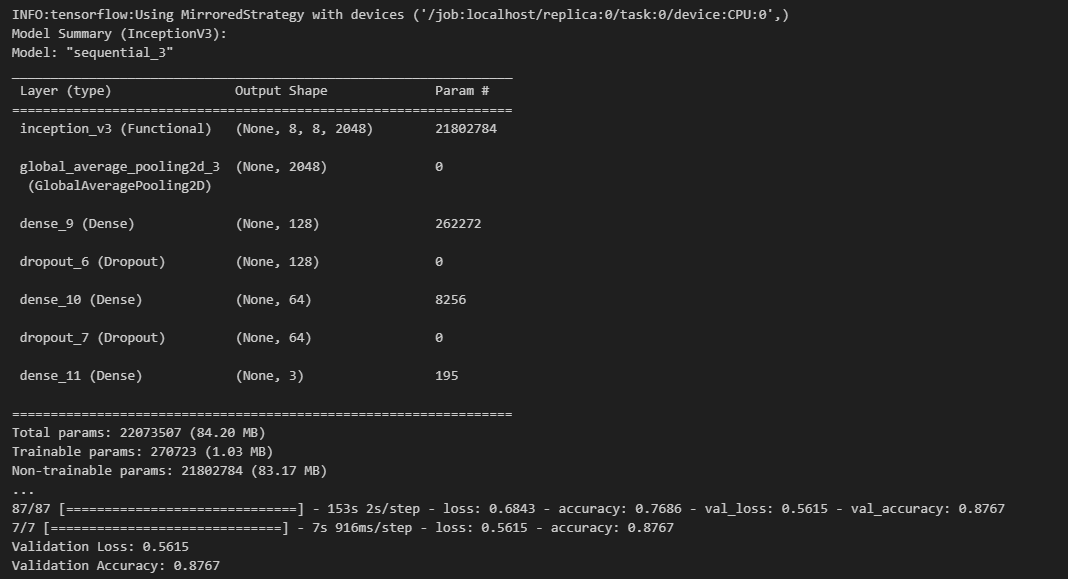 INFO:tensorflow:Using MirroredStrategy with devices ('/job:localhost/replica:0/task:0/device:CPU:0',)
Model Summary (InceptionV3):
Model: "sequential_3"
_________________________________________________________________
Layer (type) Output Shape Param #
=================================================================
inception_v3 (Functional) (None, 8, 8, 2048) 21802784
global_average_pooling2d_3 (None, 2048) 0
(GlobalAveragePooling2D)
dense_9 (Dense) (None, 128) 262272
dropout_6 (Dropout) (None, 128) 0
dense_10 (Dense) (None, 64) 8256
dropout_7 (Dropout) (None, 64) 0
dense_11 (Dense) (None, 3) 195
=================================================================
Total params: 22073507 (84.20 MB)
Trainable params: 270723 (1.03 MB)
Non-trainable params: 21802784 (83.17 MB)
...
87/87 [==============================] - 153s 2s/step - loss: 0.6843 - accuracy: 0.7686 - val_loss: 0.5615 - val_accuracy: 0.8767
7/7 [==============================] - 7s 916ms/step - loss: 0.5615 - accuracy: 0.8767
Validation Loss: 0.5615
Validation Accuracy: 0.8767